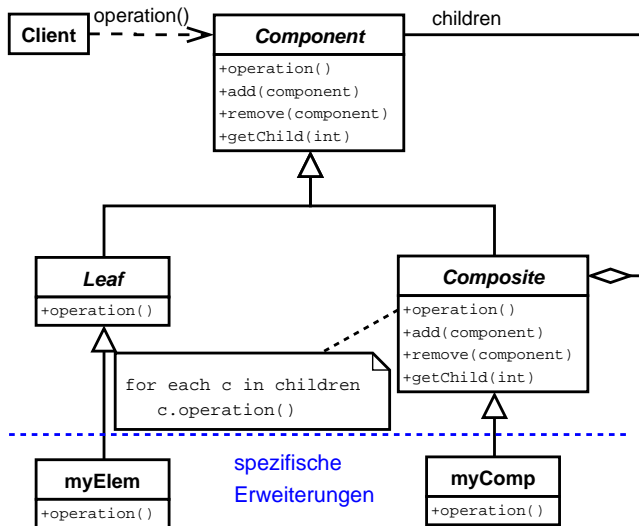 operation()
children
Client
Component
+operation()
+add(component)
+remove(component)
+getChild(int)
Leaf
+operation()
Composite
+operation()
+add(component)
+remove(component)
+getChild(int)
for each c in children
c.operation()
spezifische
Erweiterungen
myElem
+operation()
myComp
+operation()